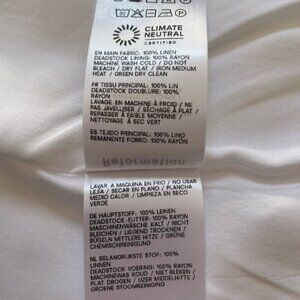 CLIMATE
NEUTRAL
CERTIFIED
EN MAIN FABRIC: 100% LINEN
DEADSTOCK LINING: 100% RAYON
MACHINE WASH COLD / DO NOT
BLEACH / DRY FLAT / IRON MEDIUM
HEAT / GREEN DRY CLEAN
FR TISSU PRINCIPAL: 100% LIN
DEADSTOCK DOUBLURE: 100%
RAYON
LAVAGE EN MACHINE À FROID / NE
PAS JAVELLISER / SÉCHAGE À PLAT /
REPASSER À FAIBLE MOYENNE /
NETTOYAGE À SEC VERT
ES TEJIDO PRINCIPAL: 100% LINO
REMANENTE FORRO: 100% RAYON
Reformation
LAVAR A MAQUINA EN FRIO / NO USAR
LEJÍA / SECAR EN PLANO / PLANCHA
MEDIO CALOR / LIMPIEZA EN SECO
VERDE
DE HAUPTSTOFF: 100% LEINEN
DEADSTOCK-FUTTER: 100% RAYON
MASCHINENWÄSCHE KALT / NICHT
BLEICHEN / LIEGEND TROCKNEN /
BÜGELN MITTLERE HITZE / GRÜNE
CHEMISCHREINIGUNG
NL BELANGRIJKSTE STOF: 100%
LINNEN
DEADSTOCK VOERING: 100% RAYON
MACHINEWAS KOUD / NIET BLEKEN /
PLAT DROGEN / IJZER MIDDELHITTE /
GROENE STOOMREINIGING